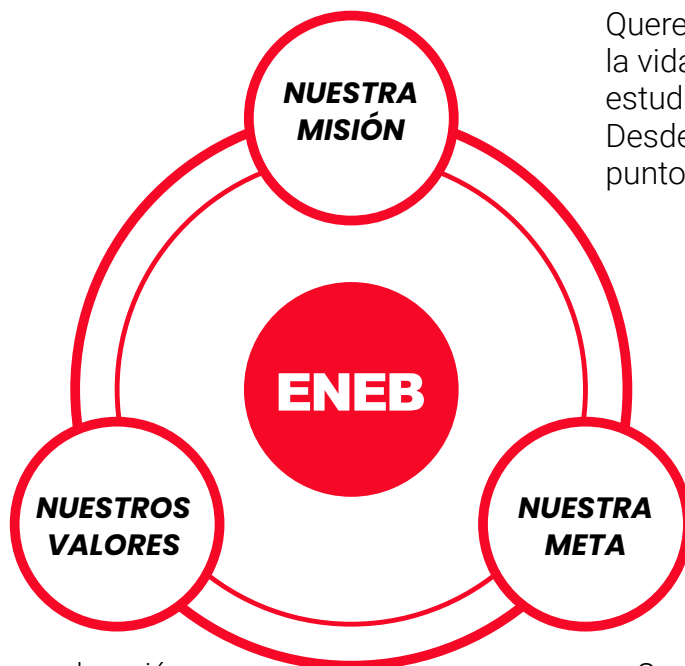 NUESTRA
MISIÓN
Quere
la vida
estud
Desde
punto
ENEB
NUESTROS
VALORES
NUESTRA
META